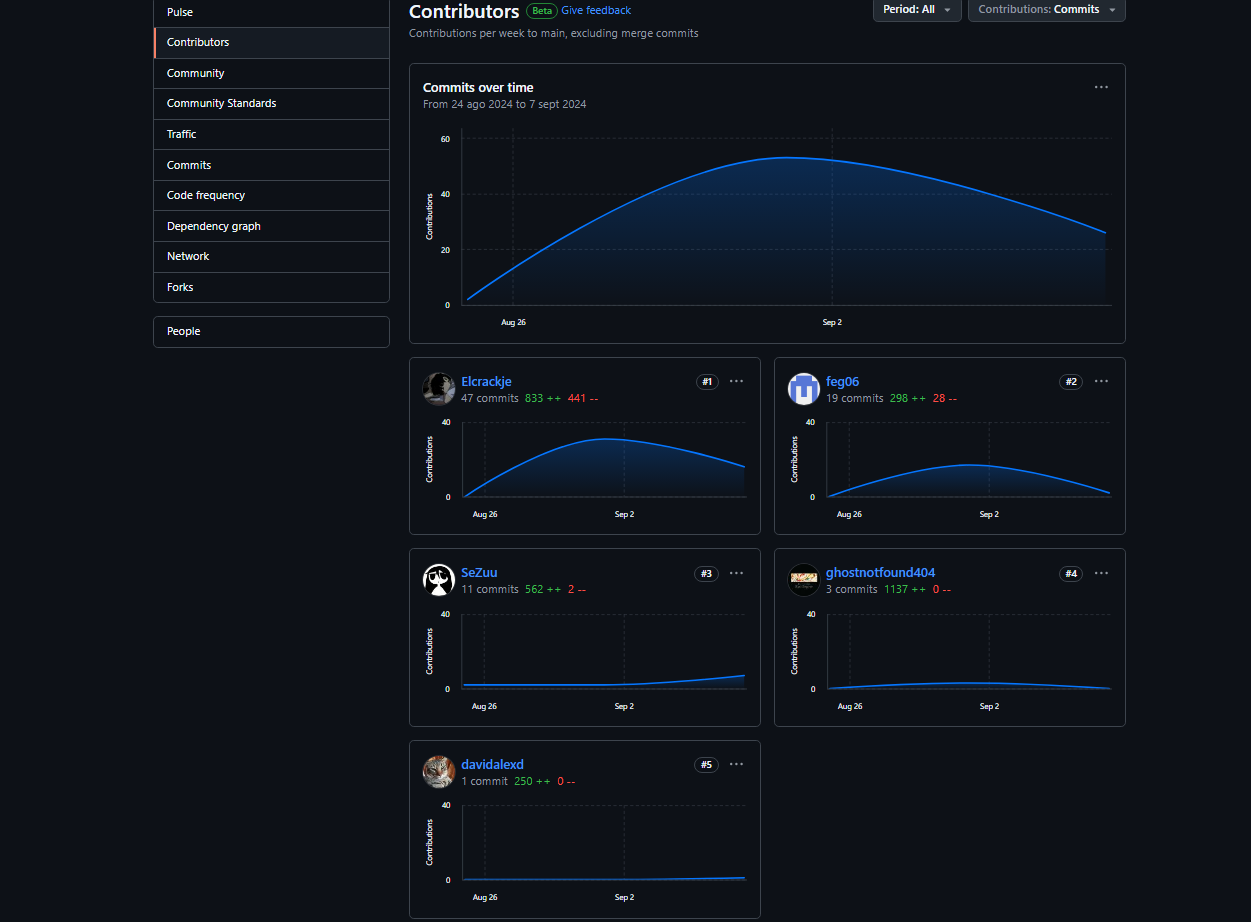 Pulse
Contributors
Community
Community Standards
Traffic
Commits
Code frequency
Dependency graph
Network
Forks
People
Contributors Beta Give feedback
Period: All
Contributions: Commits
Contributions per week to main, excluding merge commits
Commits over time
From 24 ago 2024 to 7 sept 2024
60
40
20
0
Contributions
Aug 26
Sep 2
Elcrackje
#1
47 commits 833 ++ 441 --
40
0
Contributions
Aug 26
Sep 2
feg06
#2
19 commits 298 ++ 28 --
40
0
Contributions
Aug 26
Sep 2
SeZuu
#3
11 commits 562 ++ 2 --
40
0
Contributions
Aug 26
Sep 2
ghostnotfound404
#4
3 commits 1137 ++ 0 --
40
0
Contributions
Aug 26
Sep 2
davidalexd
#5
1 commit 250 ++ 0 --
40
0
Contributions
Aug 26
Sep 2